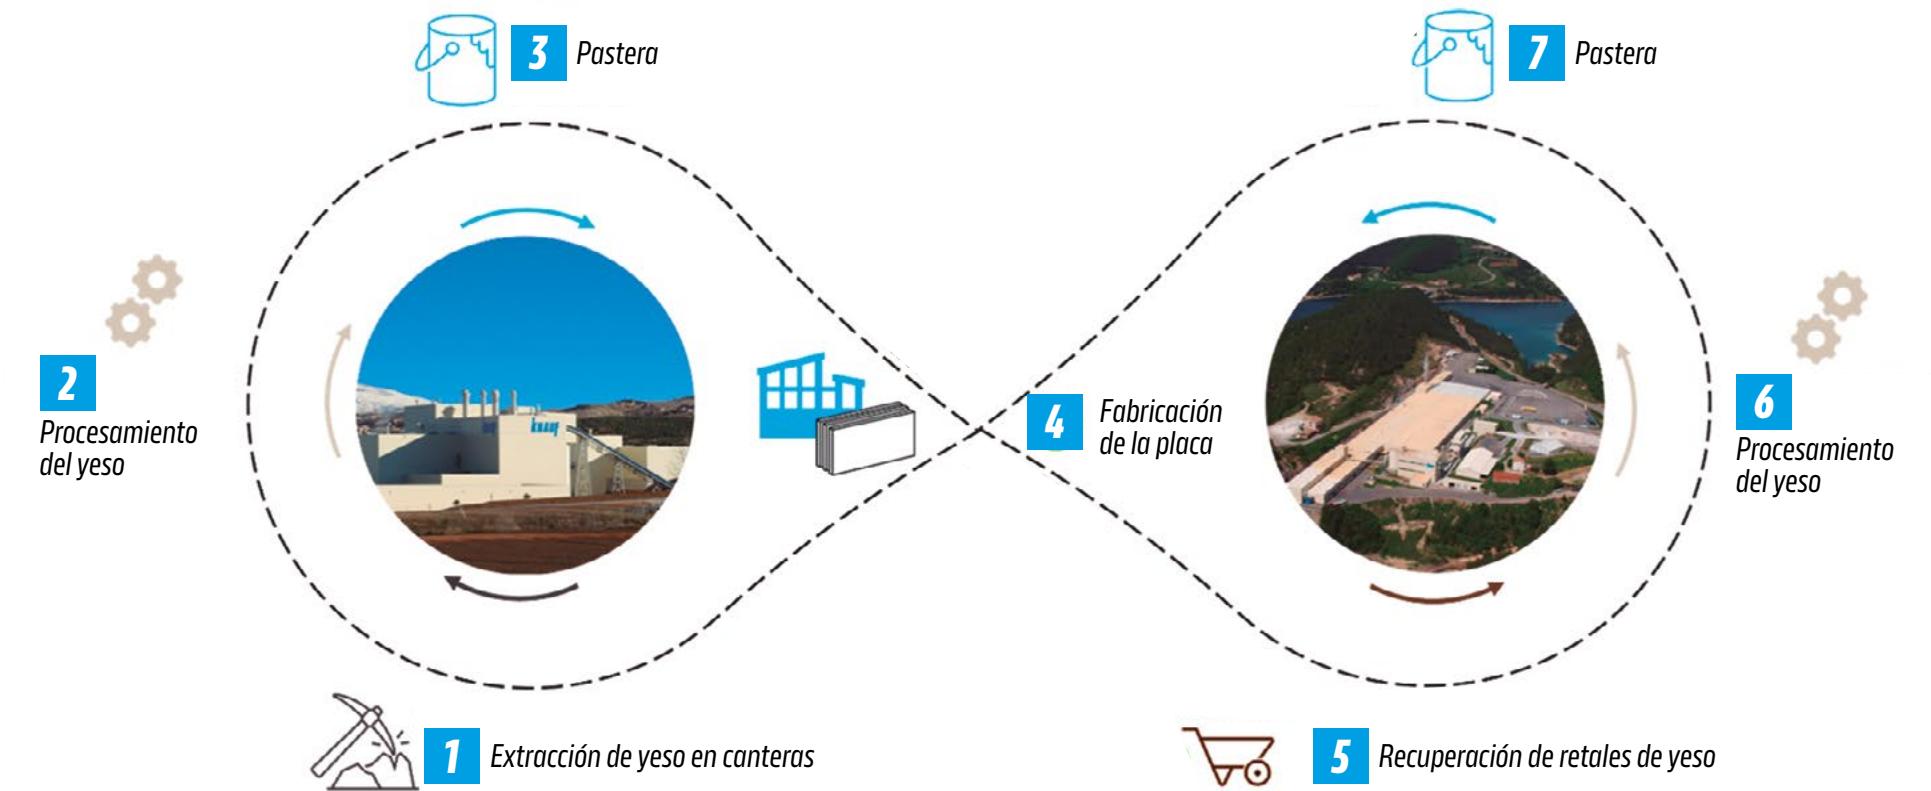 3 Pastera
7 Pastera
2
Procesamiento
del yeso
KNAUF
4 Fabricación
de la placa
6
Procesamiento
del yeso
1 Extracción de yeso en canteras
5 Recuperación de retales de yeso